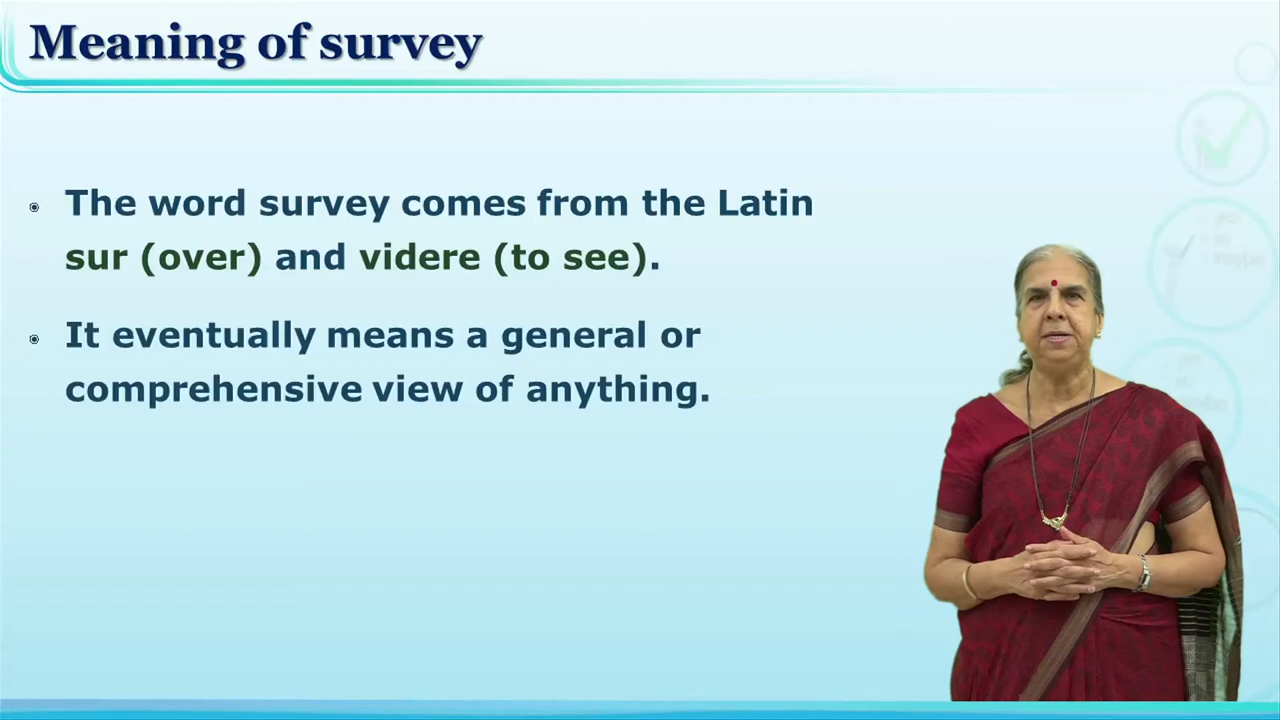 Meaning of survey
The word survey comes from the Latin
sur (over) and videre (to see).
It eventually means a general or
comprehensive view of anything.